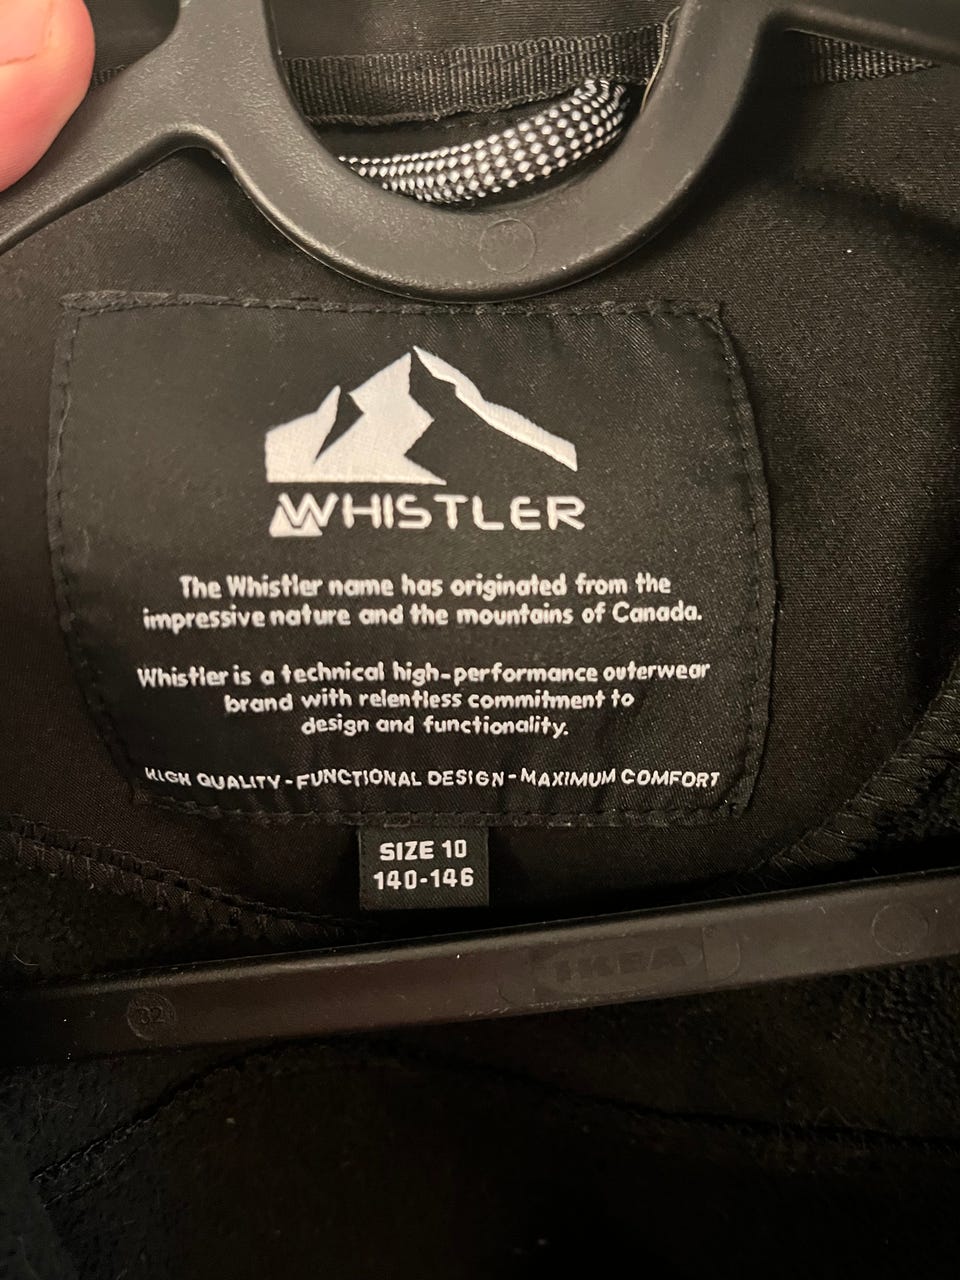 WHISTLER
The Whistler name has originated from the
impressive nature and the mountains of Canada.
Whistler is a technical high-performance outerwear
brand with relentless commitment to
design and functionality.
HIGH QUALITY - FUNCTIONAL DESIGN - MAXIMUM COMFORT
SIZE 10
140-146
IKEA
32